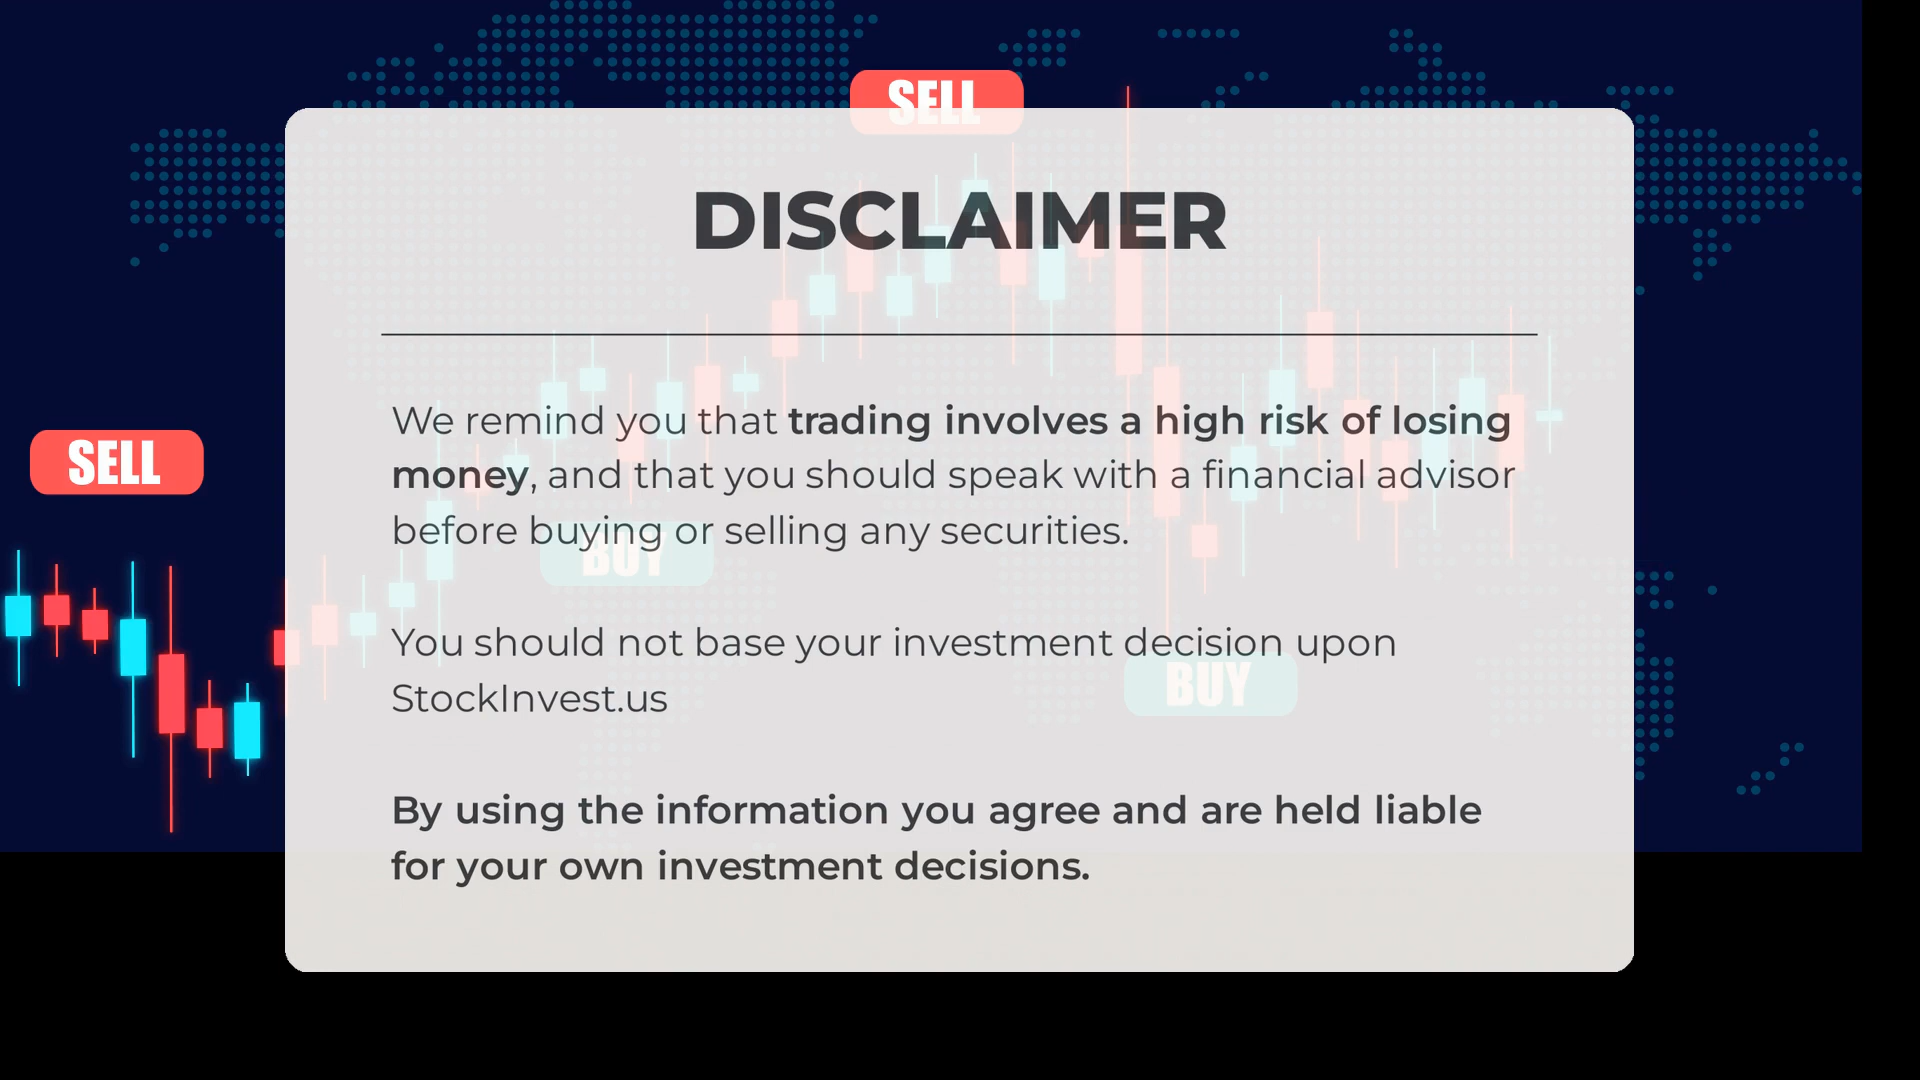 SELL
DISCLAIMER
We remind you that trading involves a high risk of losing
money, and that you should speak with a financial advisor
before buying or selling any securities.
SELL
BUY
You should not base your investment decision upon
StockInvest.us
BUY
By using the information you agree and are held liable
for your own investment decisions.